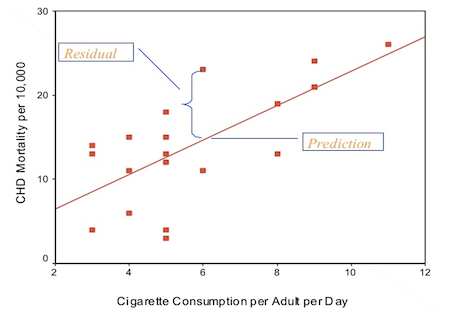 30
Residual
20
CHD Mortality per 10,000
Prediction
10
0
2 4 6 8 10 12
Cigarette Consumption per Adult per Day